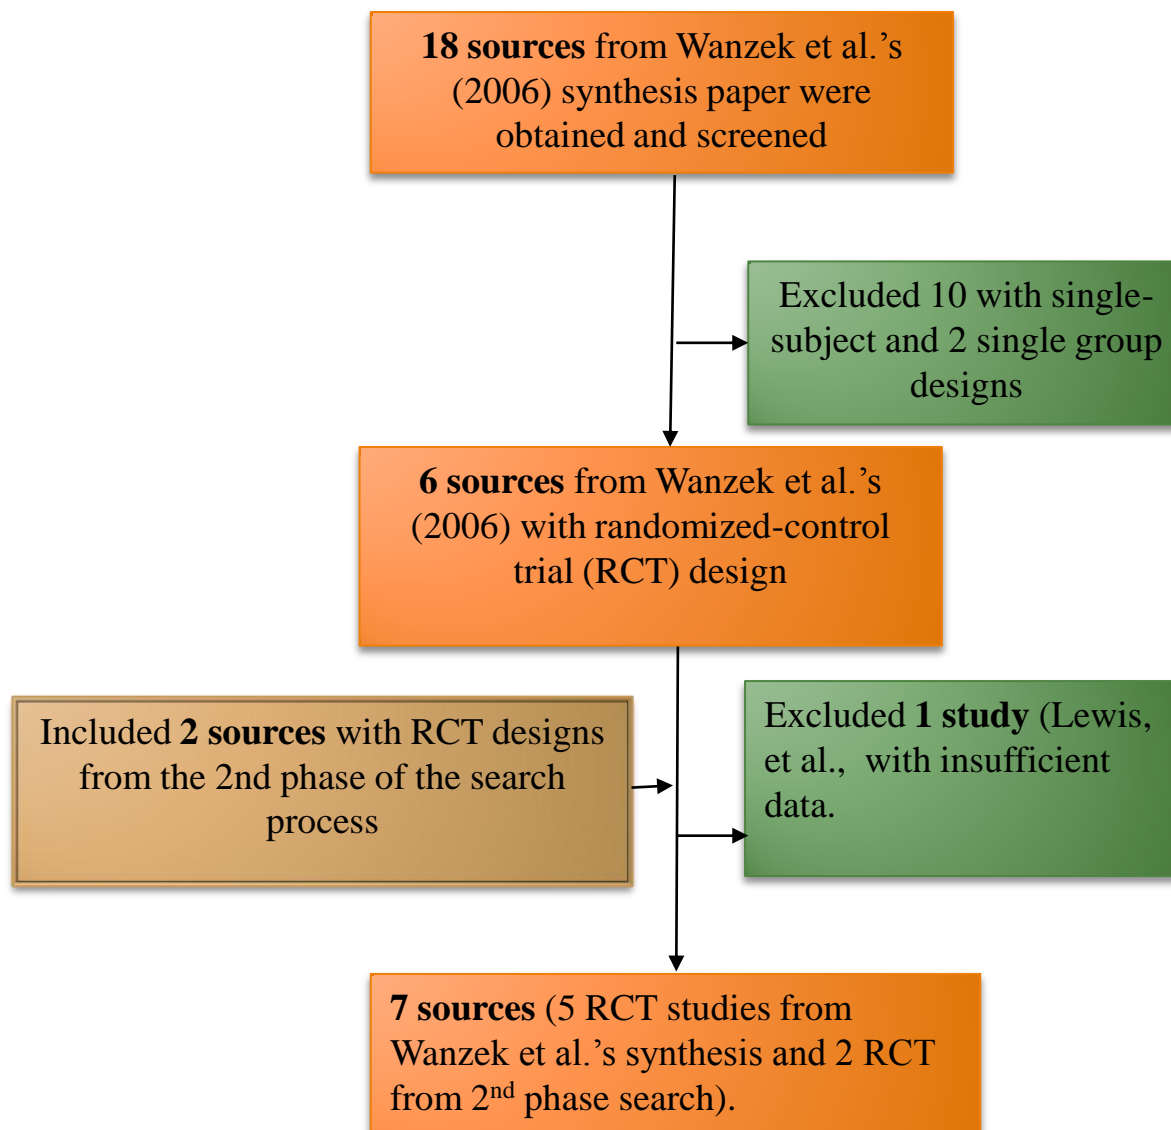 18 sources from Wanzek et al.’s
(2006) synthesis paper were
obtained and screened
Excluded 10 with single-
subject and 2 single group
designs
6 sources from Wanzek et al.’s
(2006) with randomized-control
trial (RCT) design
Included 2 sources with RCT designs
from the 2nd phase of the search
process
Excluded 1 study (Lewis,
et al.,  with insufficient
data.
7 sources (5 RCT studies from
Wanzek et al.’s synthesis and 2 RCT
from 2nd phase search).